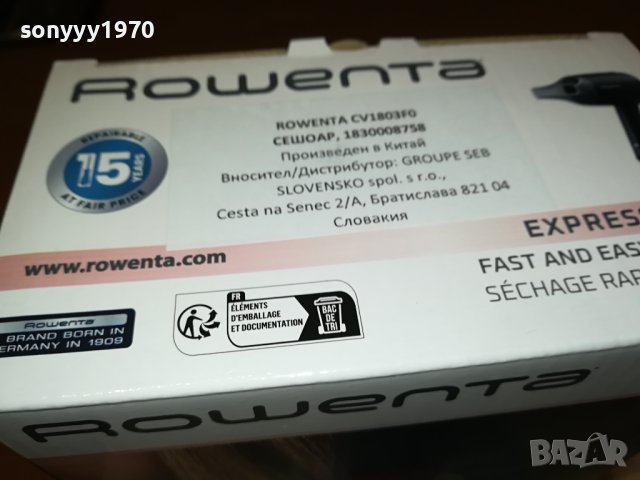 sonyyy1970
Rowenta
REPAIRABLE
15 YEARS
AT FAIR PRICE
ROWENTA CV1803F0
СЕШОАР, 1830008758
Произведен в Китай
Вносител/Дистрибутор: GROUPE SEB
SLOVENSKO spol. s r.o.,
Cesta na Senec 2/A, Братислава 821 04
Словакия
www.rowenta.com
EXPRESS
FAST AND EAS
SÉCHAGE RAP
Rowenta
BRAND BORN IN
GERMANY IN 1909
FR
ÉLÉMENTS
D'EMBALLAGE
ET DOCUMENTATION
BAC
DE
TRI
Rowenta
BAZAR